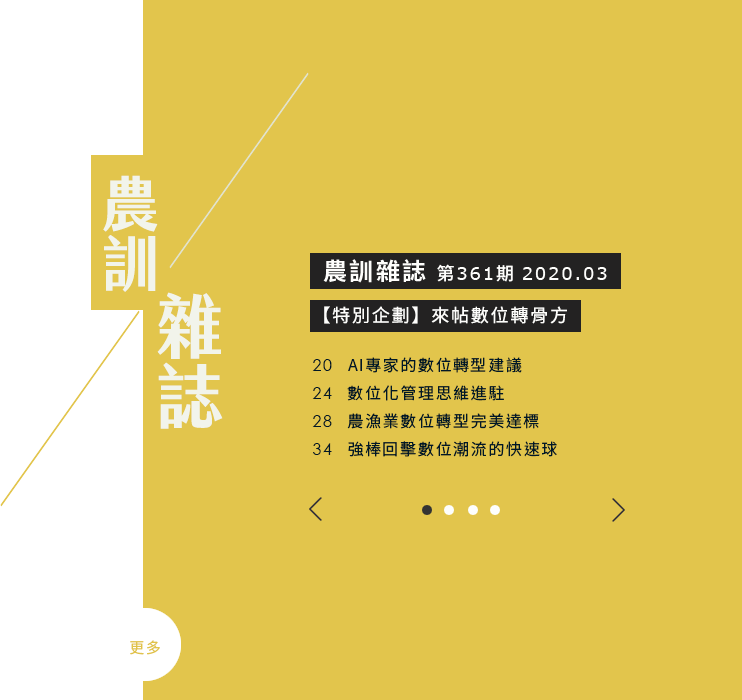 農訓
雜誌
農訓雜誌 第361期 2020.03
【特別企劃】來帖數位轉骨方
20 AI專家的數位轉型建議
24 數位化管理思維進駐
28 農漁業數位轉型完美達標
34 強棒回擊數位潮流的快速球
更多